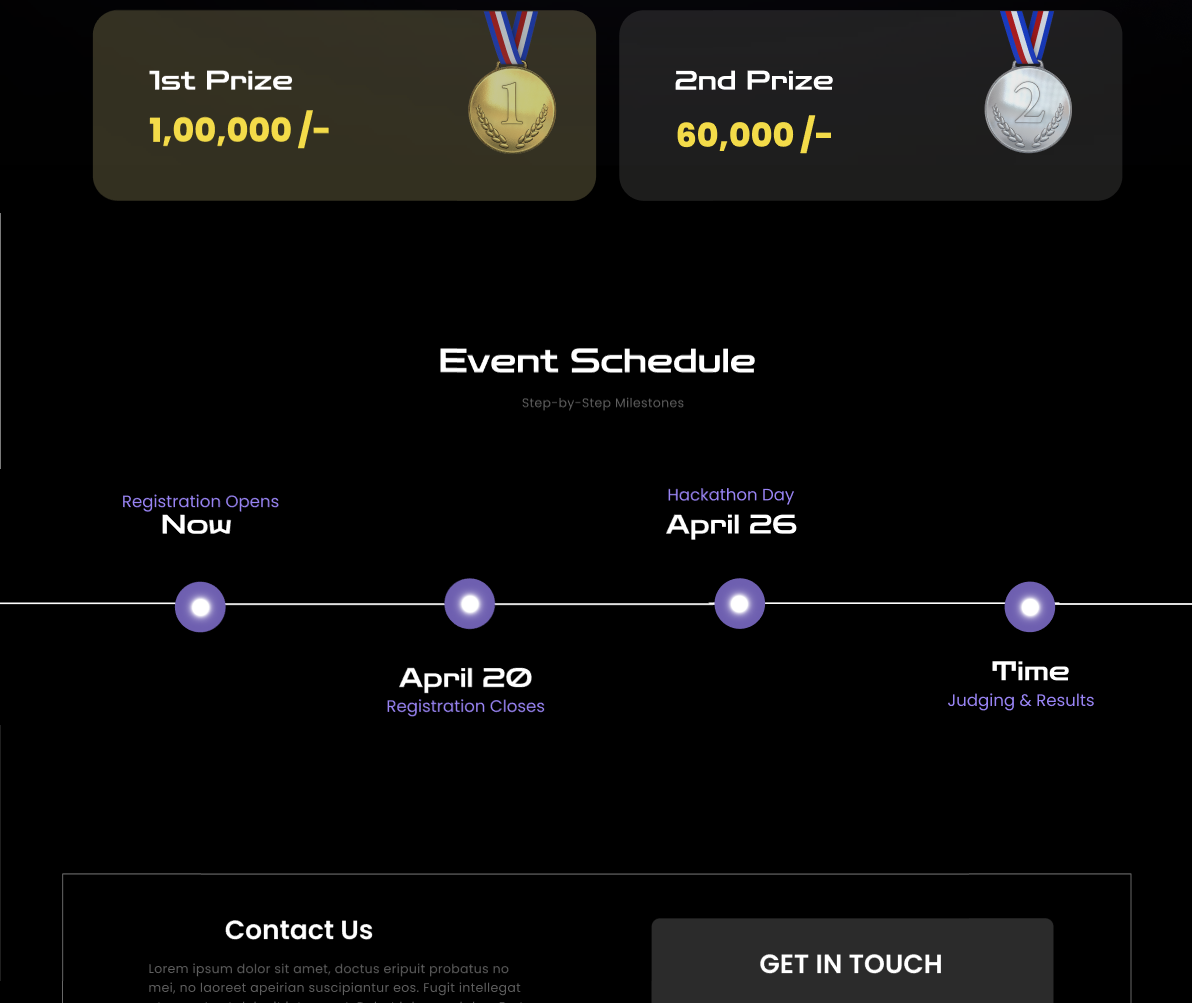 1st Prize
1,00,000 /-
1
2nd Prize
60,000 /-
2
Event Schedule
Step-by-Step Milestones
Registration Opens
Now
Hackathon Day
April 26
April 20
Registration Closes
Time
Judging & Results
Contact Us
Lorem ipsum dolor sit amet, doctus eripuit probatus no
mei, no laoreet apeirian suscipiantur eos. Fugit intellegat
GET IN TOUCH